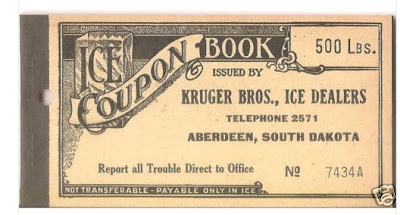 ICE COUPON BOOK
500 LBS.
ISSUED BY
KRUGER BROS., ICE DEALERS
TELEPHONE 2571
ABERDEEN, SOUTH DAKOTA
Report all Trouble Direct to Office
No 7434A
NOT TRANSFERABLE - PAYABLE ONLY IN ICE